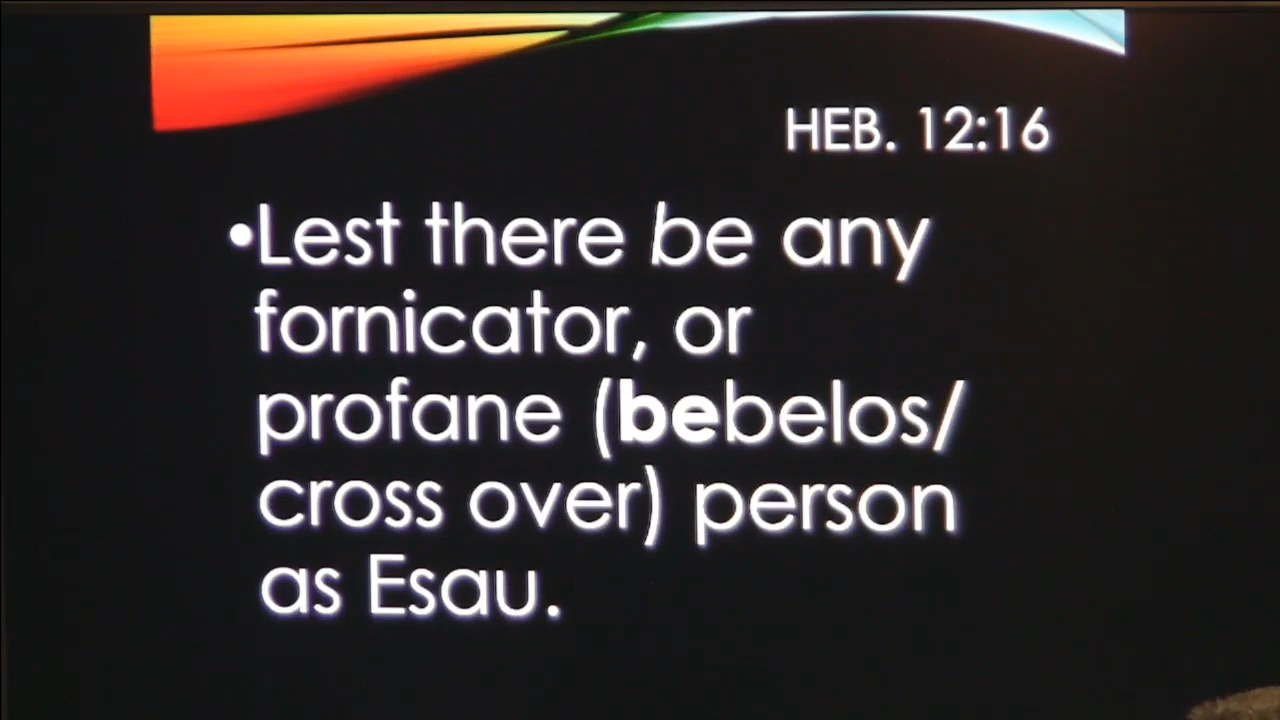 HEB. 12:16
•Lest there be any
fornicator, or
profane (bebelos/
cross over) person
as Esau.